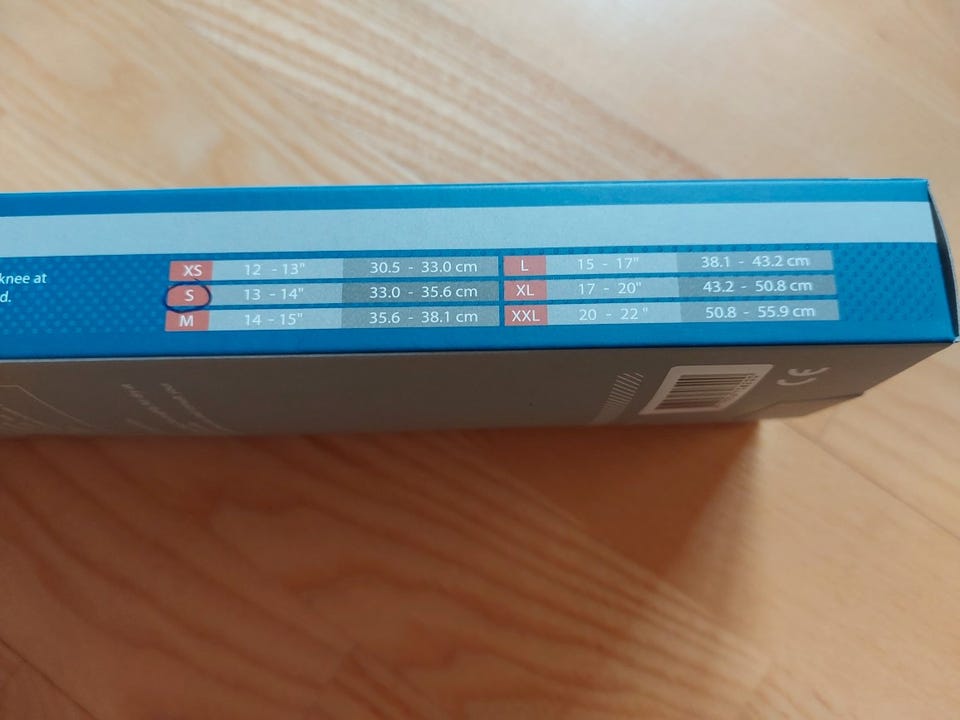 knee at
d.
XS 12 - 13" 30.5 - 33.0 cm
S 13 - 14" 33.0 - 35.6 cm
M 14 - 15" 35.6 - 38.1 cm
L 15 - 17" 38.1 - 43.2 cm
XL 17 - 20" 43.2 - 50.8 cm
XXL 20 - 22" 50.8 - 55.9 cm
CE